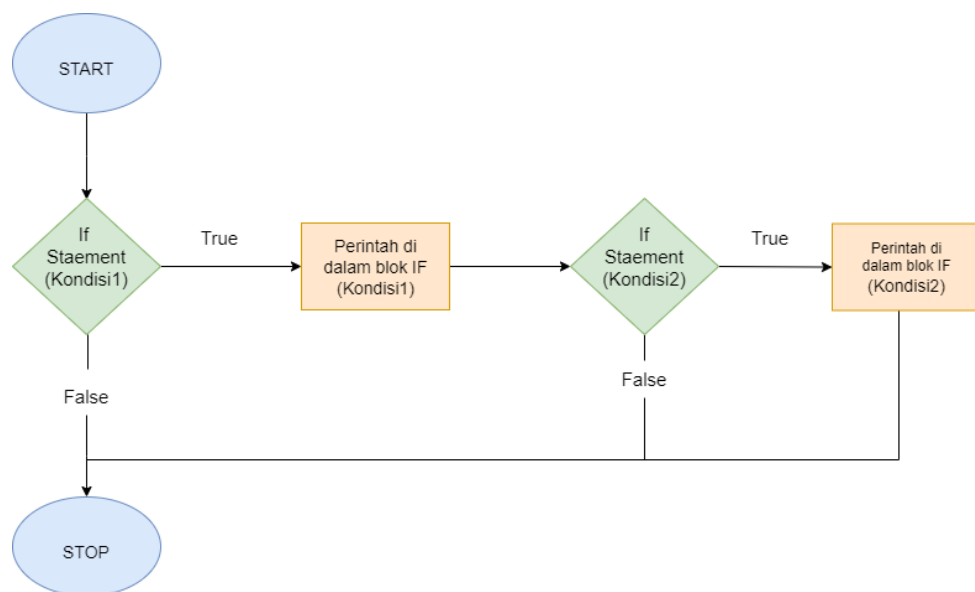 START
If
Staement
(Kondisi1)
True
Perintah di
dalam blok IF
(Kondisi1)
If
Staement
(Kondisi2)
True
Perintah di
dalam blok IF
(Kondisi2)
False
False
STOP